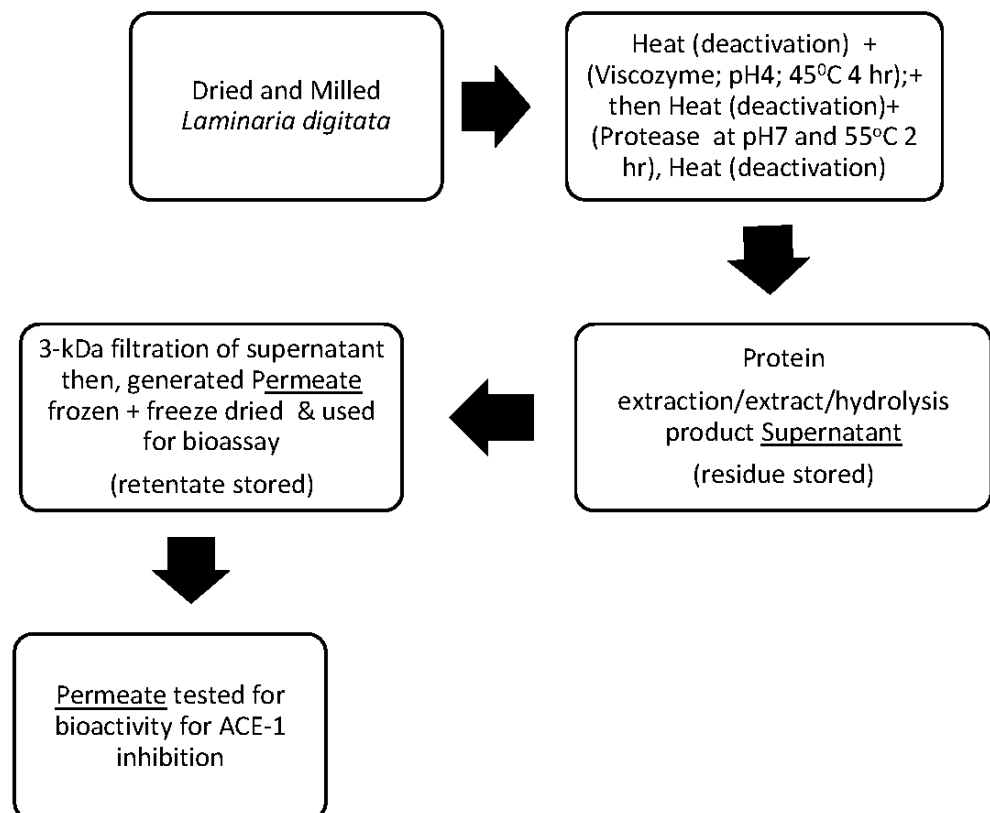 Dried and Milled
Laminaria digitata
Heat (deactivation) +
(Viscozyme; pH4; 45⁰C 4 hr);+
then Heat (deactivation)+
(Protease at pH7 and 55ᵒC 2
hr), Heat (deactivation)
Protein
extraction/extract/hydrolysis
product Supernatant
(residue stored)
3-kDa filtration of supernatant
then, generated Permeate
frozen + freeze dried & used
for bioassay
(retentate stored)
Permeate tested for
bioactivity for ACE-1
inhibition